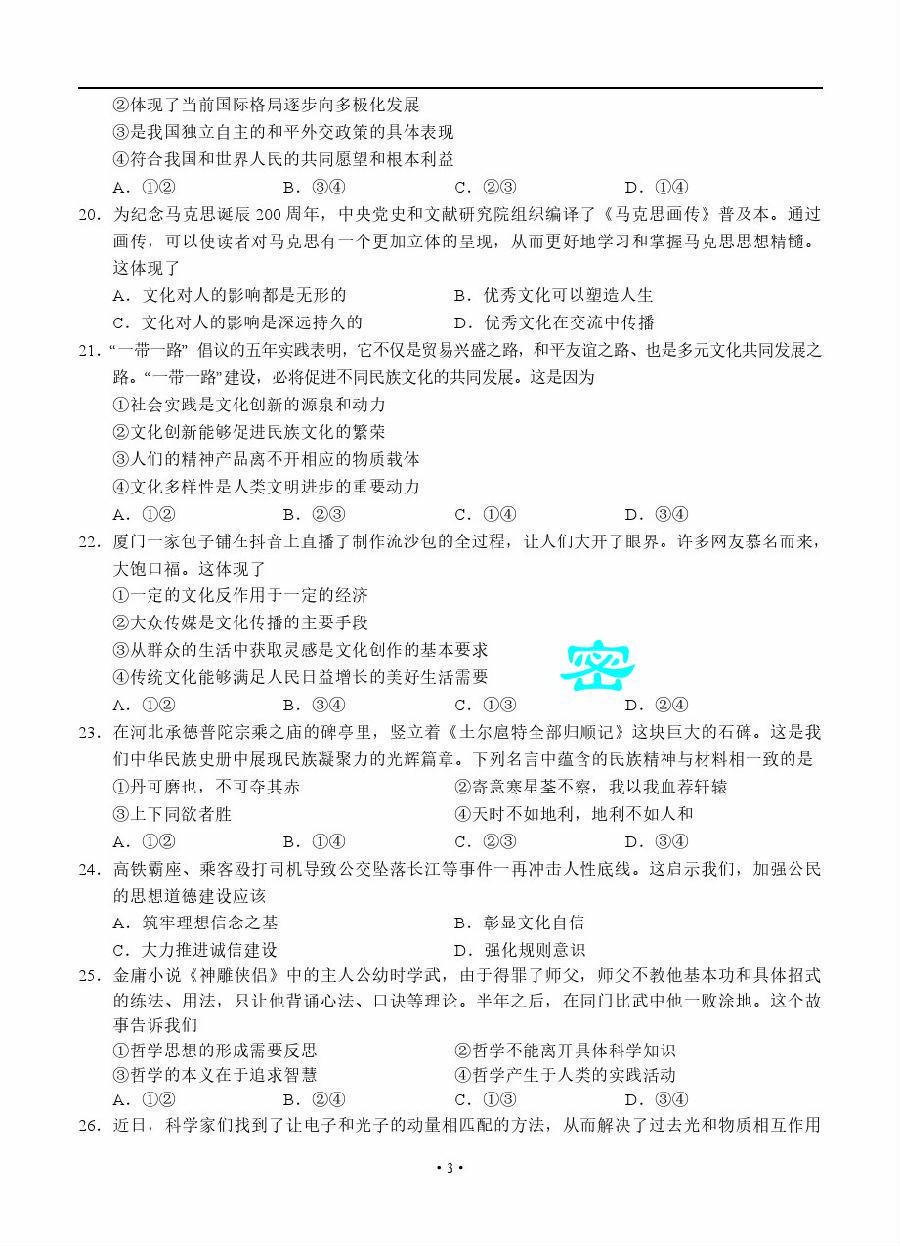 ②体现了当前国际格局逐步向多极化发展
③是我国独立自主的和平外交政策的具体表现
④符合我国和世界人民的共同愿望和根本利益
A．①② B．③④ C．②③ D．①④
20．为纪念马克思诞辰 200 周年，中央党史和文献研究院组织编译了《马克思画传》普及本。通过
画传，可以使读者对马克思有一个更加立体的呈现，从而更好地学习和掌握马克思思想精髓。
这体现了
A．文化对人的影响都是无形的 B．优秀文化可以塑造人生
C．文化对人的影响是深远持久的 D．优秀文化在交流中传播
21．“一带一路” 倡议的五年实践表明，它不仅是贸易兴盛之路，和平友谊之路、也是多元文化共同发展之
路。“一带一路”建设，必将促进不同民族文化的共同发展。这是因为
①社会实践是文化创新的源泉和动力
②文化创新能够促进民族文化的繁荣
③人们的精神产品离不开相应的物质载体
④文化多样性是人类文明进步的重要动力
A．①② B．②③ C．①④ D．③④
22．厦门一家包子铺在抖音上直播了制作流沙包的全过程，让人们大开了眼界。许多网友慕名而来，
大饱口福。这体现了
①一定的文化反作用于一定的经济
②大众传媒是文化传播的主要手段
③从群众的生活中获取灵感是文化创作的基本要求
④传统文化能够满足人民日益增长的美好生活需要
A．①② B．③④ C．①③ D．②④
密
23．在河北承德普陀宗乘之庙的碑亭里，竖立着《土尔扈特全部归顺记》这块巨大的石碑。这是我
们中华民族史册中展现民族凝聚力的光辉篇章。下列名言中蕴含的民族精神与材料相一致的是
①丹可磨也，不可夺其赤 ②寄意寒星荃不察，我以我血荐轩辕
③上下同欲者胜 ④天时不如地利，地利不如人和
A．①② B．①④ C．②③ D．③④
24．高铁霸座、乘客殴打司机导致公交坠落长江等事件一再冲击人性底线。这启示我们，加强公民
的思想道德建设应该
A．筑牢理想信念之基 B．彰显文化自信
C．大力推进诚信建设 D．强化规则意识
25．金庸小说《神雕侠侣》中的主人公幼时学武，由于得罪了师父，师父不教他基本功和具体招式
的练法、用法，只让他背诵心法、口诀等理论。半年之后，在同门比武中他一败涂地。这个故
事告诉我们
①哲学思想的形成需要反思 ②哲学不能离开具体科学知识
③哲学的本义在于追求智慧 ④哲学产生于人类的实践活动
A．①② B．②④ C．①③ D．③④
26．近日，科学家们找到了让电子和光子的动量相匹配的方法，从而解决了过去光和物质相互作用
• 3 •